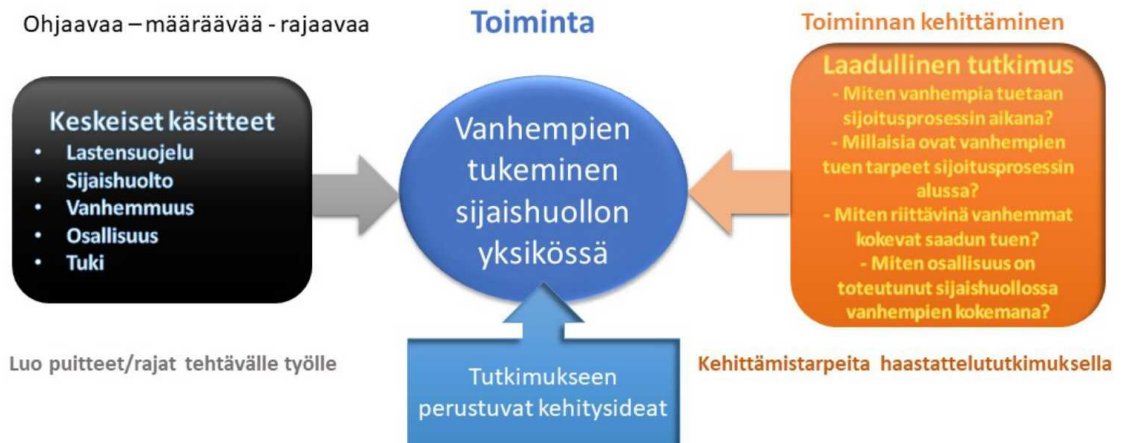 Ohjaavaa – määräävää - rajaavaa
Keskeiset käsitteet
• Lastensuojelu
• Sijaishuolto
• Vanhemmuus
• Osallisuus
• Tuki
Luo puitteet/rajat tehtävälle työlle
Toiminta
Vanhempien
tukeminen
sijaishuollon
yksikössä
Tutkimukseen
perustuvat kehitysideat
Toiminnan kehittäminen
Laadullinen tutkimus
- Miten vanhempia tuetaan
sijoitusprosessin aikana?
- Millaisia ovat vanhempien
tuen tarpeet sijoitusprosessin
alussa?
- Miten riittävinä vanhemmat
kokevat saadun tuen?
- Miten osallisuus on
toteutunut sijaishuollossa
vanhempien kokemana?
Kehittämistarpeita haastattelututkimuksella